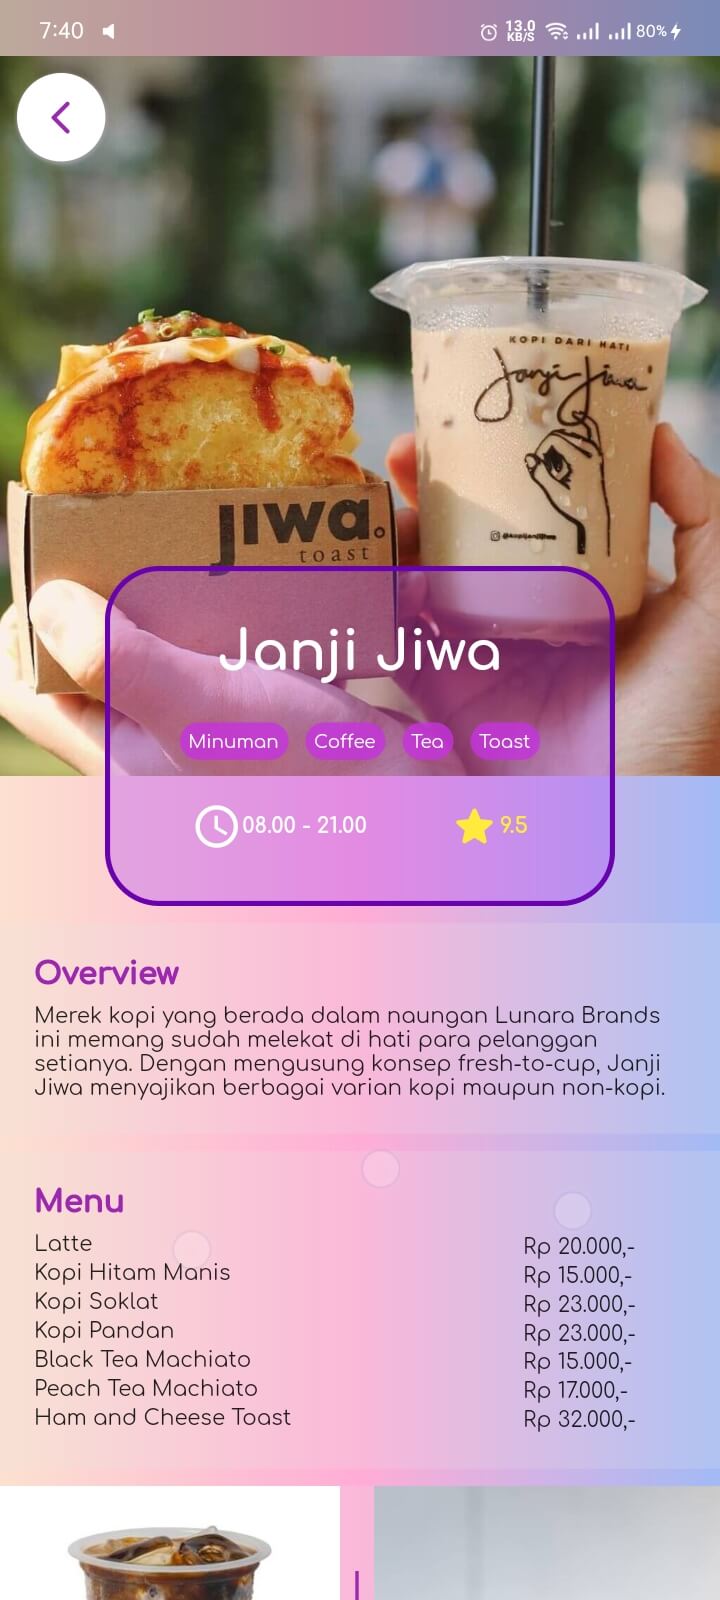 7:40
13.0
KB/S
80%
KOPI DARI HATI
Janji Jiwa
@kopijanjijiwa
JIWA.
toast
Janji Jiwa
Minuman Coffee Tea Toast
08.00 - 21.00 9.5
Overview
Merek kopi yang berada dalam naungan Lunara Brands
ini memang sudah melekat di hati para pelanggan
setianya. Dengan mengusung konsep fresh-to-cup, Janji
Jiwa menyajikan berbagai varian kopi maupun non-kopi.
Menu
Latte Rp 20.000,-
Kopi Hitam Manis Rp 15.000,-
Kopi Soklat Rp 23.000,-
Kopi Pandan Rp 23.000,-
Black Tea Machiato Rp 15.000,-
Peach Tea Machiato Rp 17.000,-
Ham and Cheese Toast Rp 32.000,-